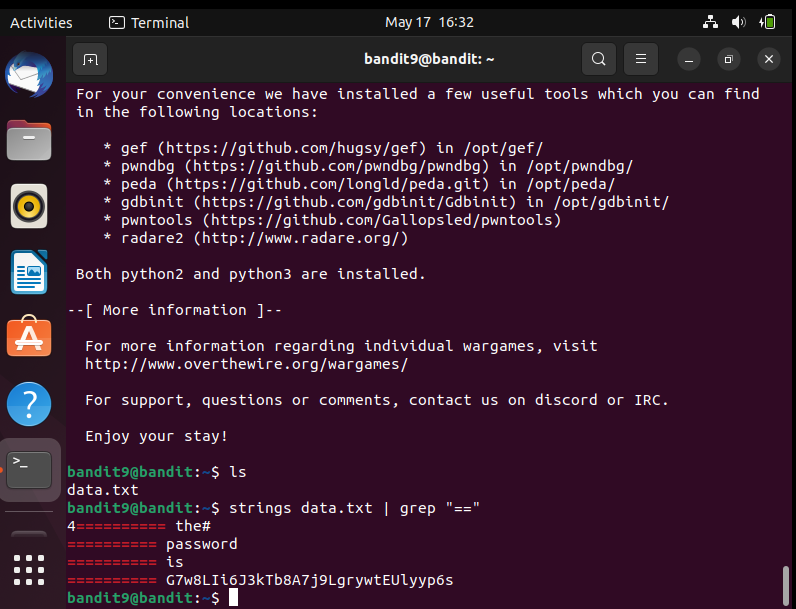 Activities
Terminal
May 17 16:32
bandit9@bandit: ~
For your convenience we have installed a few useful tools which you can find
in the following locations:
* gef (https://github.com/hugsy/gef) in /opt/gef/
* pwndbg (https://github.com/pwndbg/pwndbg) in /opt/pwndbg/
* peda (https://github.com/longld/peda.git) in /opt/peda/
* gdbinit (https://github.com/gdbinit/Gdbinit) in /opt/gdbinit/
* pwntools (https://github.com/Gallopsled/pwntools)
* radare2 (http://www.radare.org/)
Both python2 and python3 are installed.
--[ More information ]--
For more information regarding individual wargames, visit
http://www.overthewire.org/wargames/
For support, questions or comments, contact us on discord or IRC.
Enjoy your stay!
bandit9@bandit:~$ ls
data.txt
bandit9@bandit:~$ strings data.txt | grep "=="
4========== the#
========== password
========== is
========== G7w8LIi6J3kTb8A7j9LgrywtEUlyyp6s
bandit9@bandit:~$